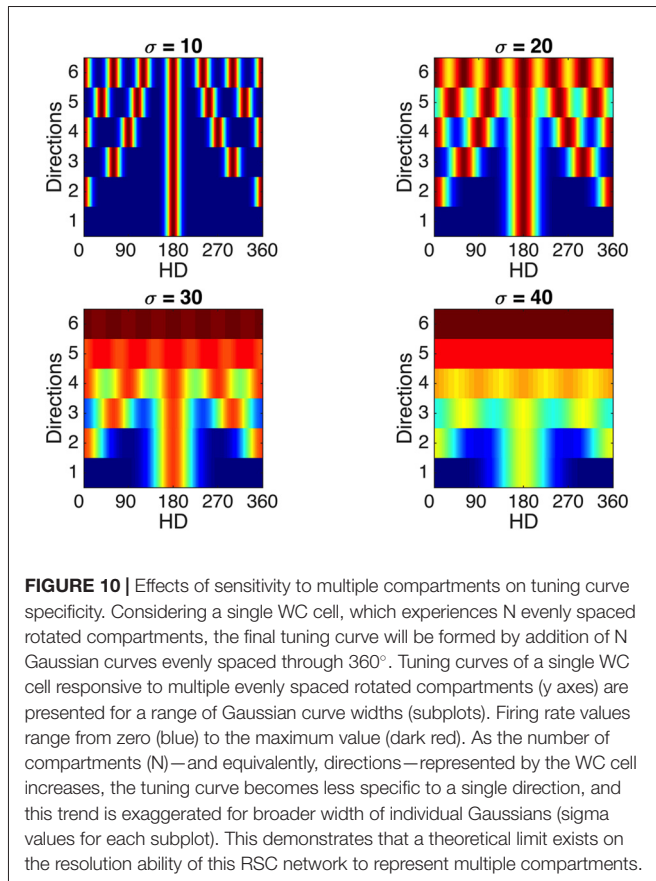 σ = 10
6
5
4
3
2
1
Directions
0 90 180 270 360
HD
σ = 20
6
5
4
3
2
1
Directions
0 90 180 270 360
HD
σ = 30
6
5
4
3
2
1
Directions
0 90 180 270 360
HD
σ = 40
6
5
4
3
2
1
Directions
0 90 180 270 360
HD
FIGURE 10 | Effects of sensitivity to multiple compartments on tuning curve
specificity. Considering a single WC cell, which experiences N evenly spaced
rotated compartments, the final tuning curve will be formed by addition of N
Gaussian curves evenly spaced through 360°. Tuning curves of a single WC
cell responsive to multiple evenly spaced rotated compartments (y axes) are
presented for a range of Gaussian curve widths (subplots). Firing rate values
range from zero (blue) to the maximum value (dark red). As the number of
compartments (N)—and equivalently, directions—represented by the WC cell
increases, the tuning curve becomes less specific to a single direction, and
this trend is exaggerated for broader width of individual Gaussians (sigma
values for each subplot). This demonstrates that a theoretical limit exists on
the resolution ability of this RSC network to represent multiple compartments.